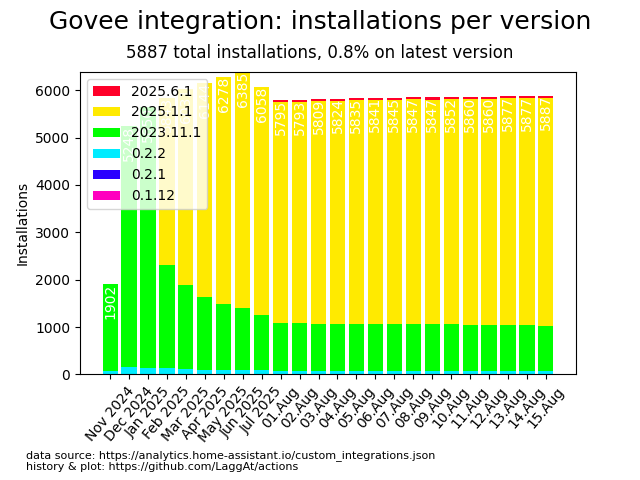 Govee integration: installations per version
5887 total installations, 0.8% on latest version
Installations
6000
5000
4000
3000
2000
1000
0
2025.6.1
2025.1.1
2023.11.1
0.2.2
0.2.1
0.1.12
1902
6278
6385
6058
5795
5793
5809
5824
5835
5841
5845
5847
5847
5852
5860
5860
5877
5877
5887
Nov 2024
Dec 2024
Jan 2025
Feb 2025
Mar 2025
Apr 2025
May 2025
Jun 2025
Jul 2025
01.Aug
02.Aug
03.Aug
04.Aug
05.Aug
06.Aug
07.Aug
08.Aug
09.Aug
10.Aug
11.Aug
12.Aug
13.Aug
14.Aug
15.Aug
data source: https://analytics.home-assistant.io/custom_integrations.json
history & plot: https://github.com/LaggAt/actions